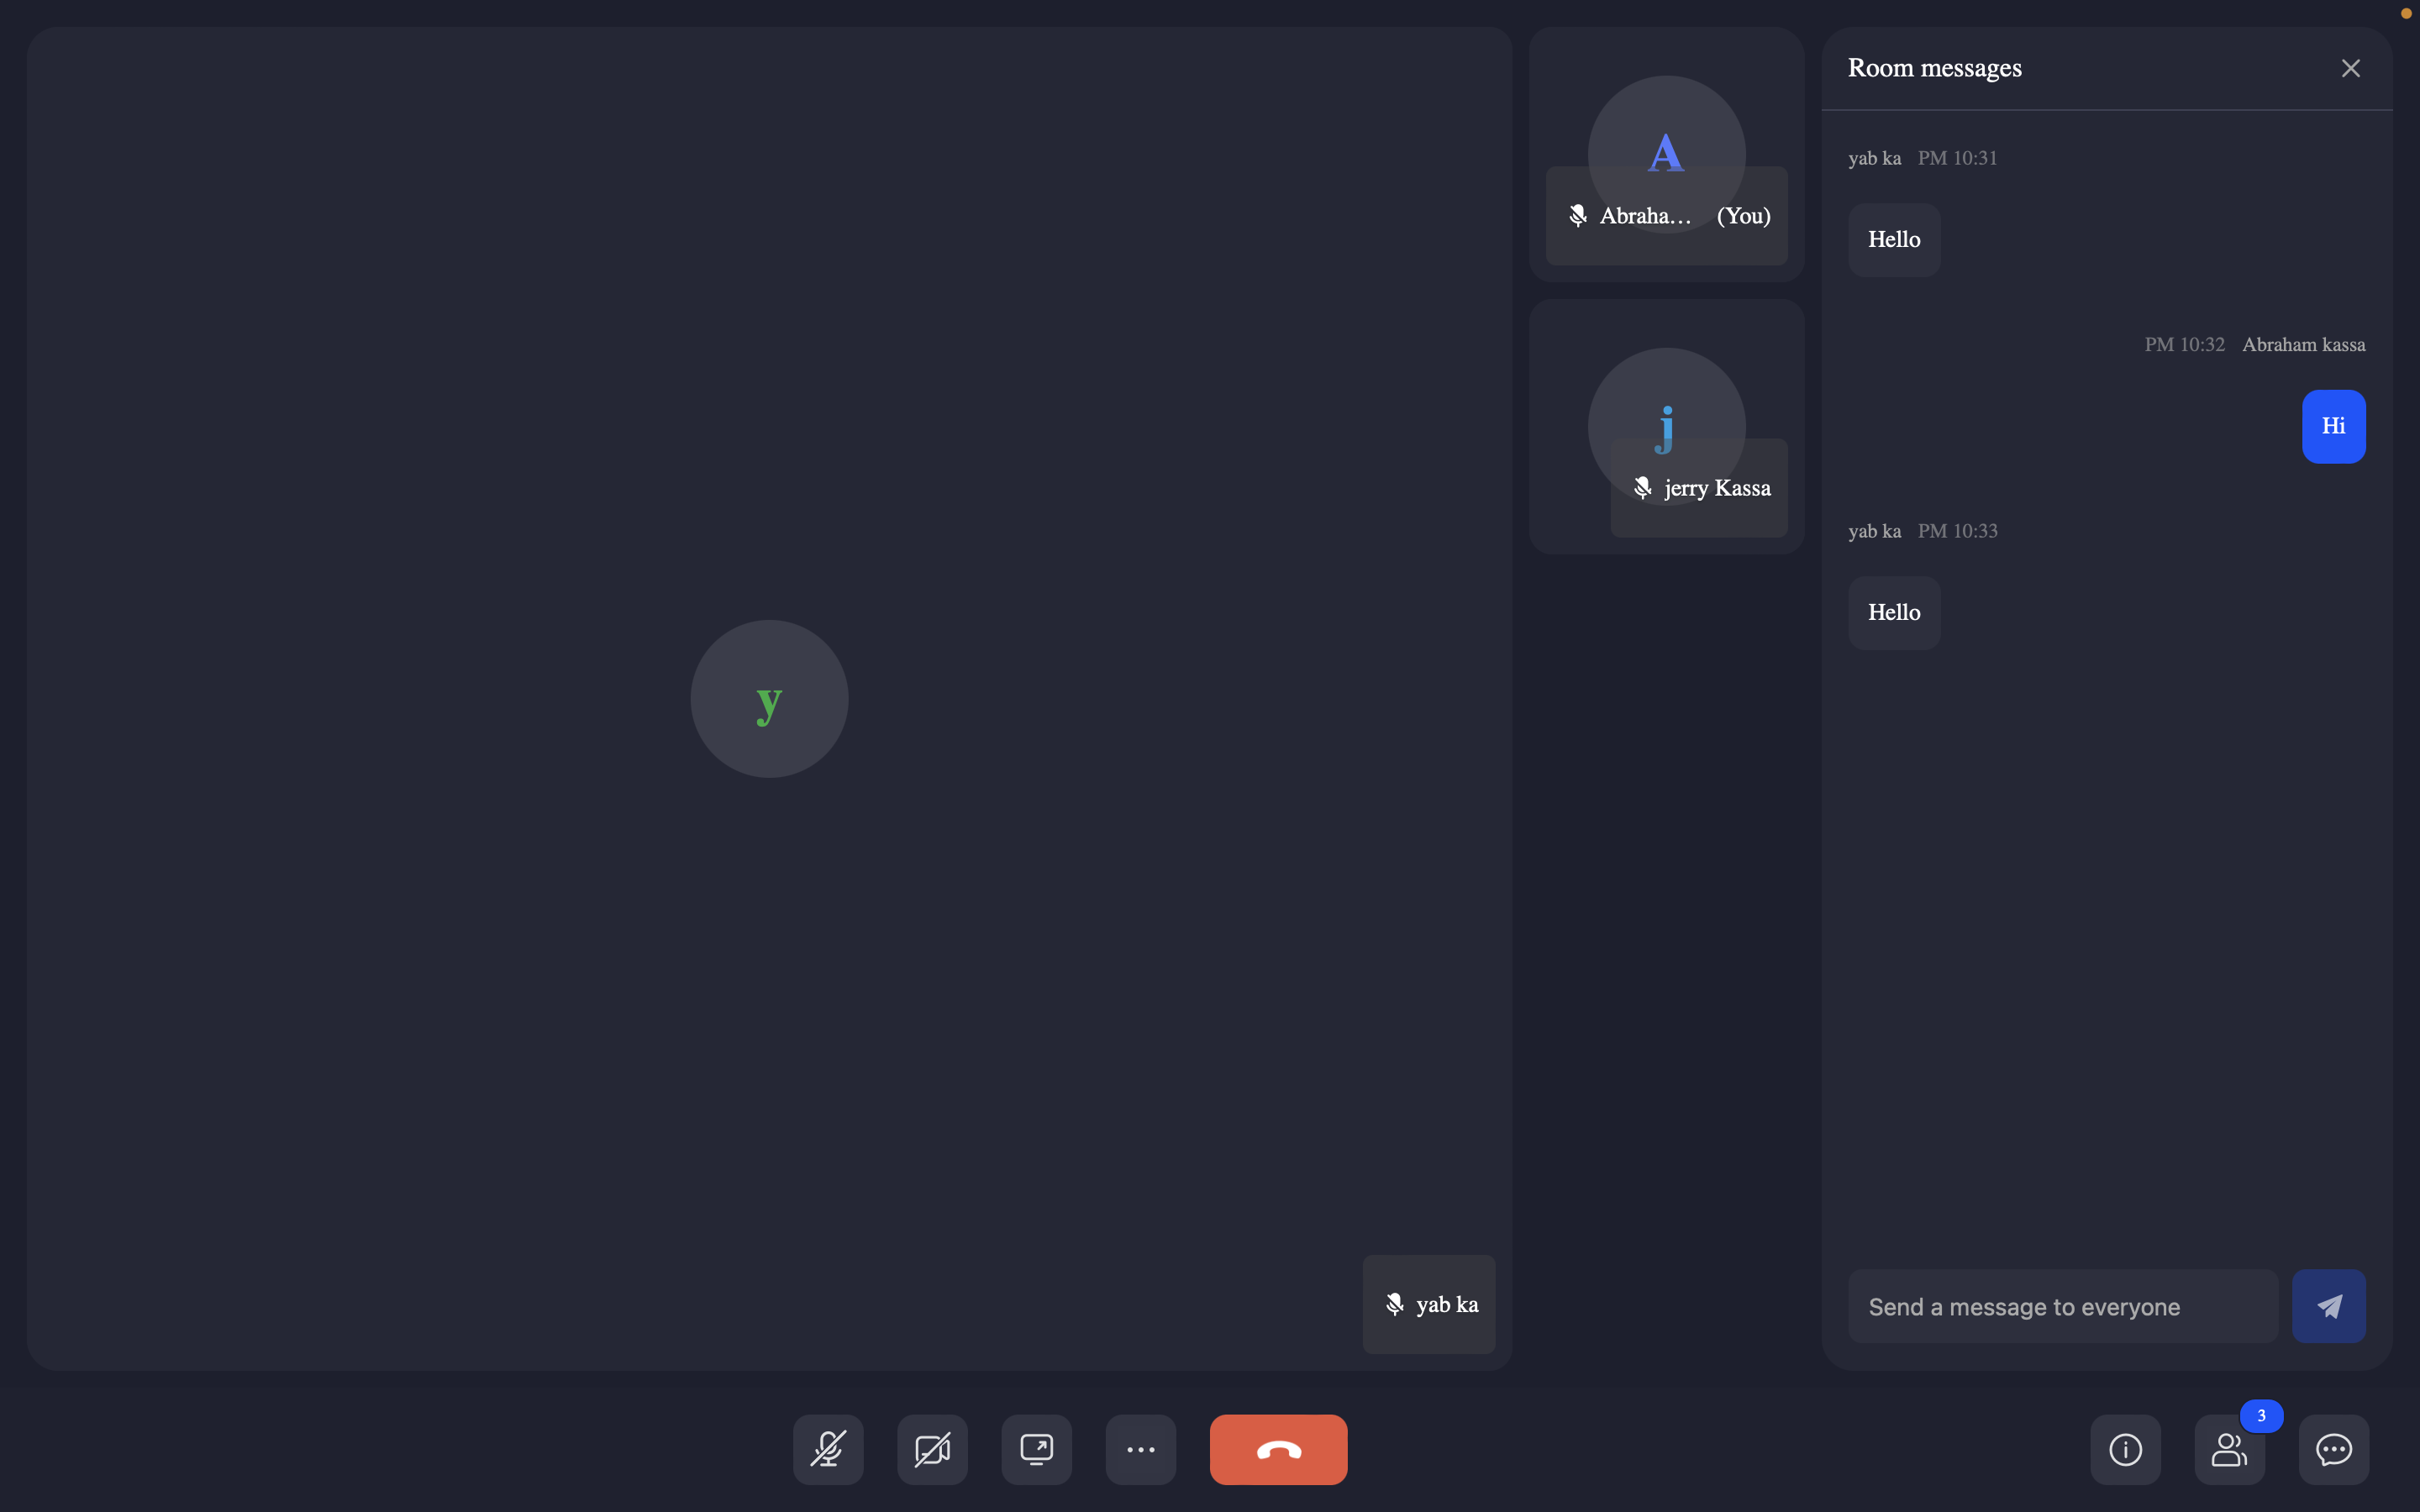 A
Abraha... (You)
j
jerry Kassa
y
yab ka
Room messages
yab ka PM 10:31
Hello
PM 10:32 Abraham kassa
Hi
yab ka PM 10:33
Hello
Send a message to everyone
3